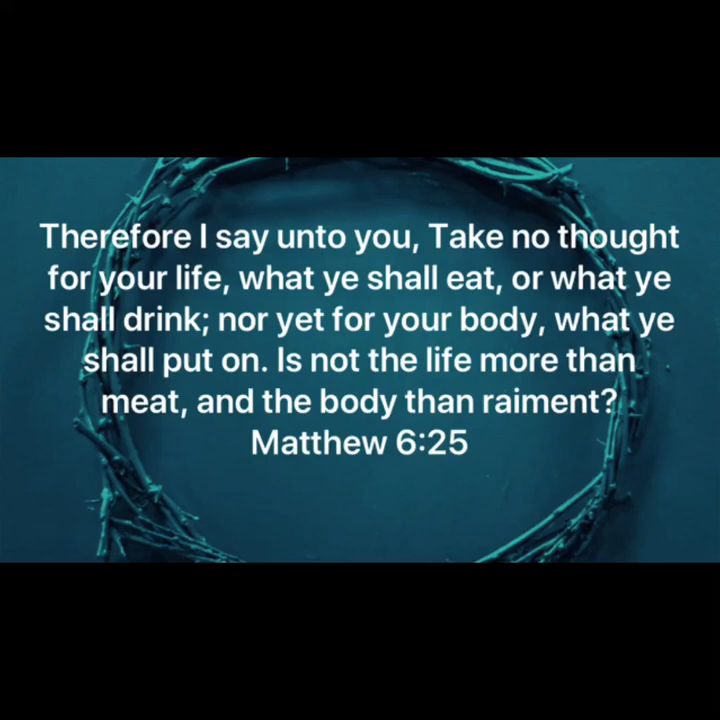 Therefore I say unto you, Take no thought
for your life, what ye shall eat, or what ye
shall drink; nor yet for your body, what ye
shall put on. Is not the life more than
meat, and the body than raiment?
Matthew 6:25